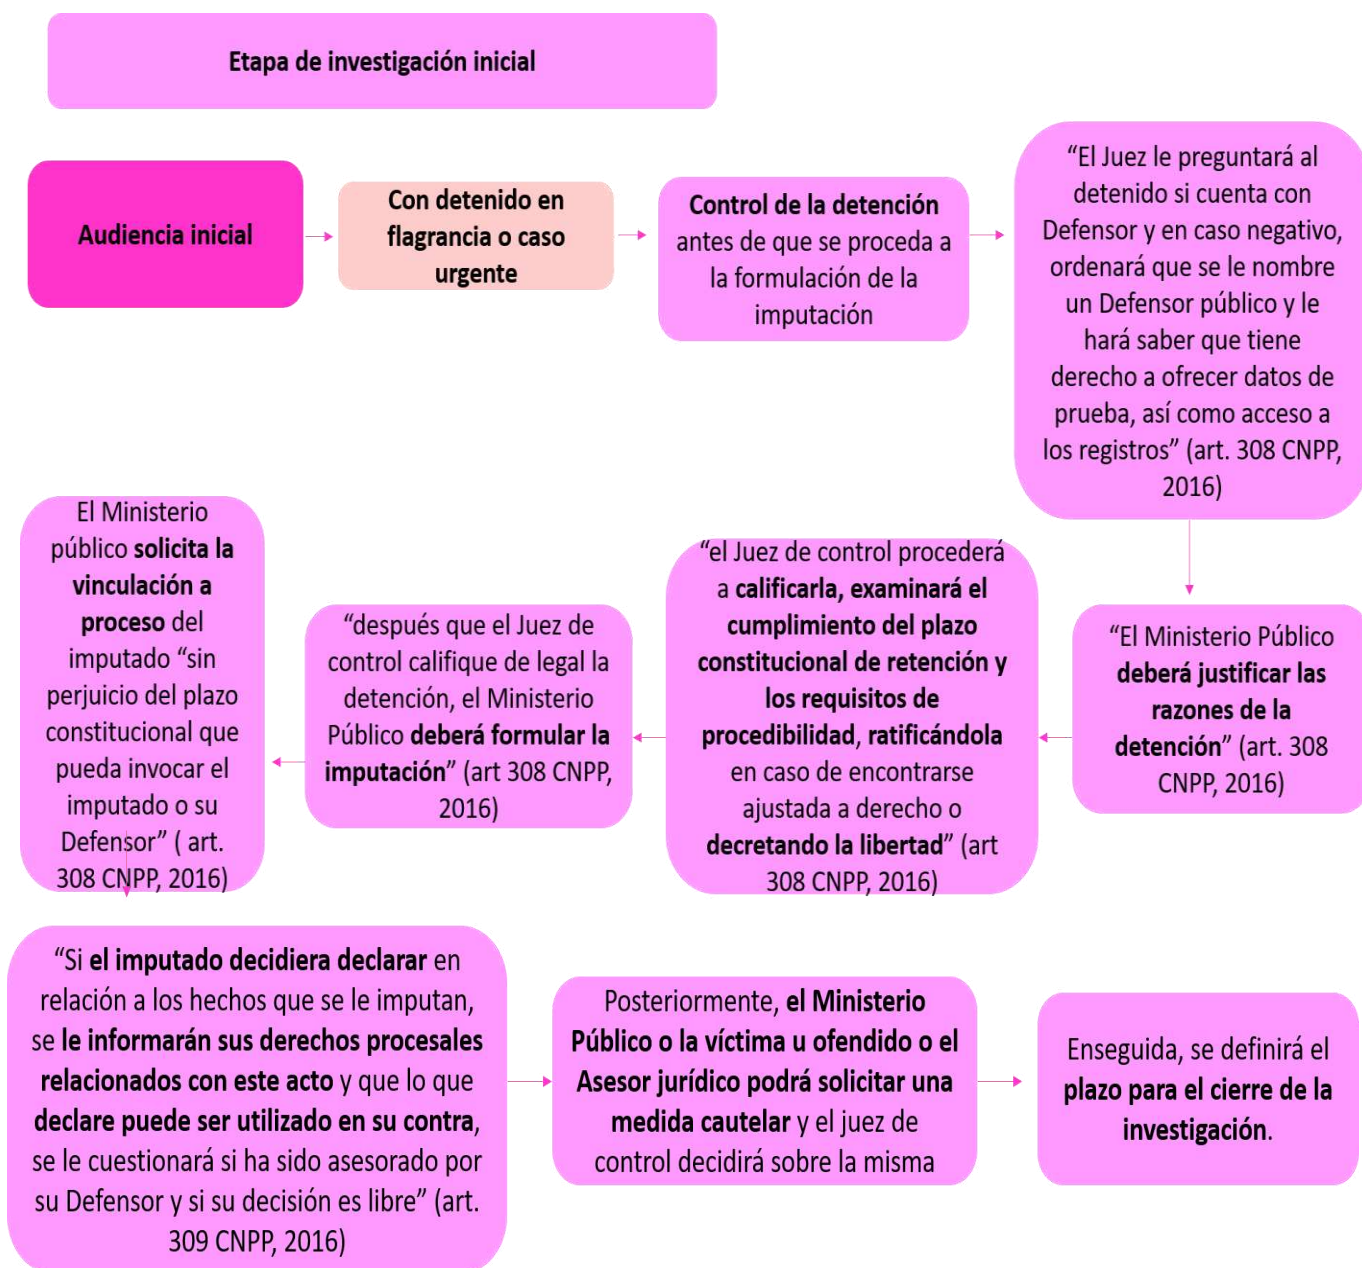 Etapa de investigación inicial
Audiencia inicial
Con detenido en
flagrancia o caso
urgente
Control de la detención
antes de que se proceda a
la formulación de la
imputación
“El Juez le preguntará al
detenido si cuenta con
Defensor y en caso negativo,
ordenará que se le nombre
un Defensor público y le
hará saber que tiene
derecho a ofrecer datos de
prueba, así como acceso a
los registros” (art. 308 CNPP,
2016)
“El Ministerio Público
deberá justificar las
razones de la
detención” (art. 308
CNPP, 2016)
“el Juez de control procederá
a calificarla, examinará el
cumplimiento del plazo
constitucional de retención y
los requisitos de
procedibilidad, ratificándola
en caso de encontrarse
ajustada a derecho o
decretando la libertad” (art
308 CNPP, 2016)
“después que el Juez de
control califique de legal la
detención, el Ministerio
Público deberá formular la
imputación” (art 308 CNPP,
2016)
El Ministerio
público solicita la
vinculación a
proceso del
imputado “sin
perjuicio del plazo
constitucional que
pueda invocar el
imputado o su
Defensor” ( art.
308 CNPP, 2016)
“Si el imputado decidiera declarar en
relación a los hechos que se le imputan,
se le informarán sus derechos procesales
relacionados con este acto y que lo que
declare puede ser utilizado en su contra,
se le cuestionará si ha sido asesorado por
su Defensor y si su decisión es libre” (art.
309 CNPP, 2016)
Posteriormente, el Ministerio
Público o la víctima u ofendido o el
Asesor jurídico podrá solicitar una
medida cautelar y el juez de
control decidirá sobre la misma
Enseguida, se definirá el
plazo para el cierre de la
investigación.